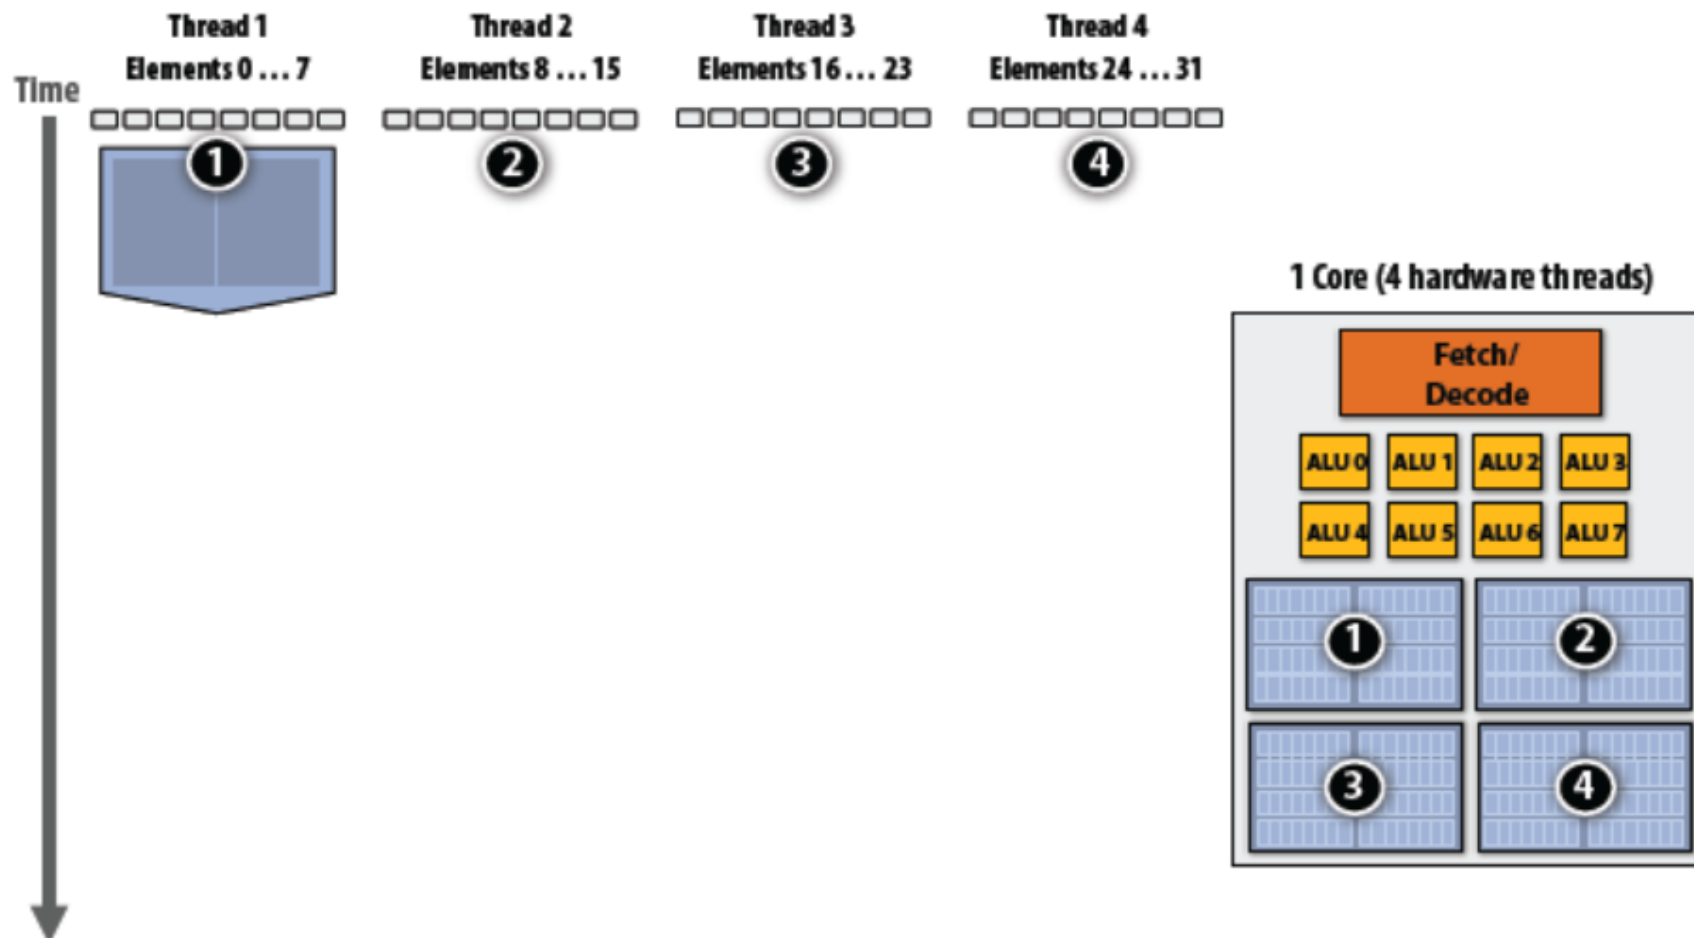 Thread 1
Elements 0 ... 7
Thread 2
Elements 8 ... 15
Thread 3
Elements 16 ... 23
Thread 4
Elements 24 ... 31
Time
1
2
3
4
1 Core (4 hardware threads)
Fetch/
Decode
ALU 0 ALU 1 ALU 2 ALU 3
ALU 4 ALU 5 ALU 6 ALU 7
1 2
3 4